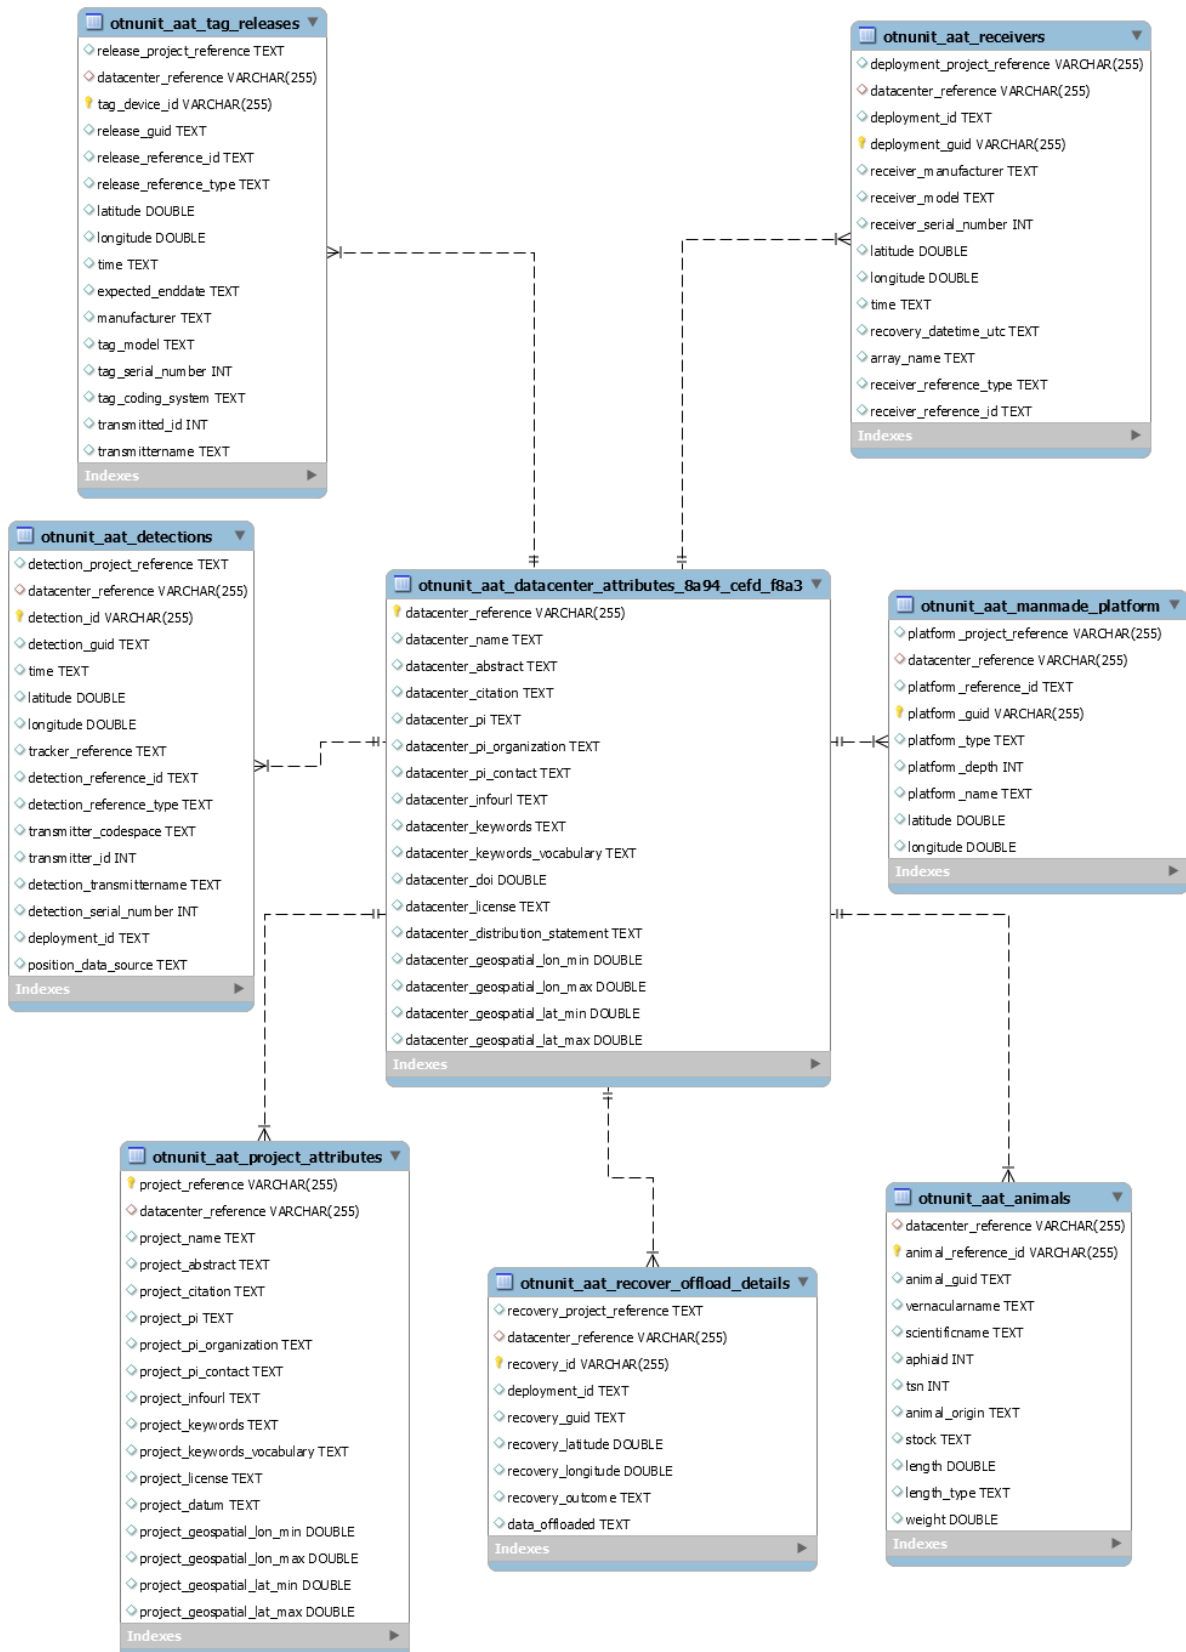 otnunit_aat_tag_releases
release_project_reference TEXT
datacenter_reference VARCHAR(255)
tag_device_id VARCHAR(255)
release_guid TEXT
release_reference_id TEXT
release_reference_type TEXT
latitude DOUBLE
longitude DOUBLE
time TEXT
expected_enddate TEXT
manufacturer TEXT
tag_model TEXT
tag_serial_number INT
tag_coding_system TEXT
transmitted_id INT
transmittername TEXT
Indexes
otnunit_aat_receivers
deployment_project_reference VARCHAR(255)
datacenter_reference VARCHAR(255)
deployment_id TEXT
deployment_guid VARCHAR(255)
receiver_manufacturer TEXT
receiver_model TEXT
receiver_serial_number INT
latitude DOUBLE
longitude DOUBLE
time TEXT
recovery_datetime_utc TEXT
array_name TEXT
receiver_reference_type TEXT
receiver_reference_id TEXT
Indexes
otnunit_aat_detections
detection_project_reference TEXT
datacenter_reference VARCHAR(255)
detection_id VARCHAR(255)
detection_guid TEXT
time TEXT
latitude DOUBLE
longitude DOUBLE
tracker_reference TEXT
detection_reference_id TEXT
detection_reference_type TEXT
transmitter_codespace TEXT
transmitter_id INT
detection_transmittername TEXT
detection_serial_number INT
deployment_id TEXT
position_data_source TEXT
Indexes
otnunit_aat_datacenter_attributes_8a94_cefd_f8a3
datacenter_reference VARCHAR(255)
datacenter_name TEXT
datacenter_abstract TEXT
datacenter_citation TEXT
datacenter_pi TEXT
datacenter_pi_organization TEXT
datacenter_pi_contact TEXT
datacenter_infourl TEXT
datacenter_keywords TEXT
datacenter_keywords_vocabulary TEXT
datacenter_doi DOUBLE
datacenter_license TEXT
datacenter_distribution_statement TEXT
datacenter_geospatial_lon_min DOUBLE
datacenter_geospatial_lon_max DOUBLE
datacenter_geospatial_lat_min DOUBLE
datacenter_geospatial_lat_max DOUBLE
Indexes
otnunit_aat_manmade_platform
platform_project_reference VARCHAR(255)
datacenter_reference VARCHAR(255)
platform_reference_id TEXT
platform_guid VARCHAR(255)
platform_type TEXT
platform_depth INT
platform_name TEXT
latitude DOUBLE
longitude DOUBLE
Indexes
otnunit_aat_project_attributes
project_reference VARCHAR(255)
datacenter_reference VARCHAR(255)
project_name TEXT
project_abstract TEXT
project_citation TEXT
project_pi TEXT
project_pi_organization TEXT
project_pi_contact TEXT
project_infourl TEXT
project_keywords TEXT
project_keywords_vocabulary TEXT
project_license TEXT
project_datum TEXT
project_geospatial_lon_min DOUBLE
project_geospatial_lon_max DOUBLE
project_geospatial_lat_min DOUBLE
project_geospatial_lat_max DOUBLE
Indexes
otnunit_aat_recover_offload_details
recovery_project_reference TEXT
datacenter_reference VARCHAR(255)
recovery_id VARCHAR(255)
deployment_id TEXT
recovery_guid TEXT
recovery_latitude DOUBLE
recovery_longitude DOUBLE
recovery_outcome TEXT
data_offloaded TEXT
Indexes
otnunit_aat_animals
datacenter_reference VARCHAR(255)
animal_reference_id VARCHAR(255)
animal_guid TEXT
vernacularname TEXT
scientificname TEXT
aphiaid INT
tsn INT
animal_origin TEXT
stock TEXT
length DOUBLE
length_type TEXT
weight DOUBLE
Indexes